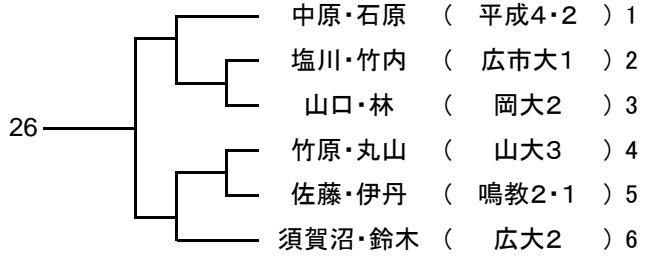 中原・石原 ( 平成4・2 ) 1
塩川・竹内 ( 広市大1 ) 2
山口・林 ( 岡大2 ) 3
26
竹原・丸山 ( 山大3 ) 4
佐藤・伊丹 ( 鳴教2・1 ) 5
須賀沼・鈴木 ( 広大2 ) 6